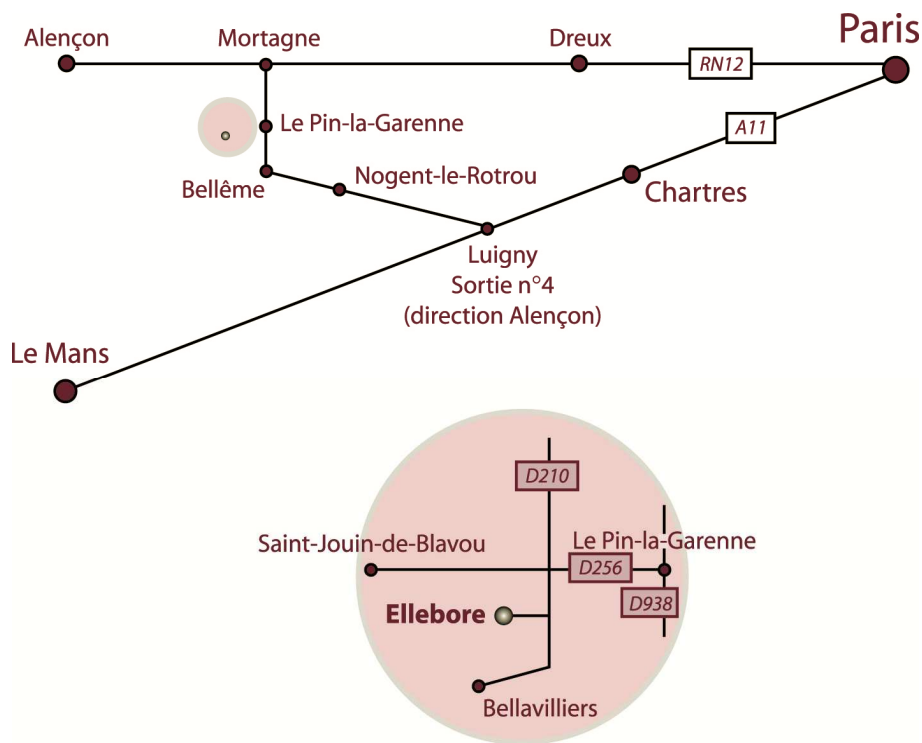 Paris
Alençon
Mortagne
Dreux
RN12
A11
Le Pin-la-Garenne
Nogent-le-Rotrou
Bellême
Chartres
Luigny
Sortie n°4
(direction Alençon)
Le Mans
D210
Saint-Jouin-de-Blavou
Le Pin-la-Garenne
D256
D938
Ellebore
Bellavilliers